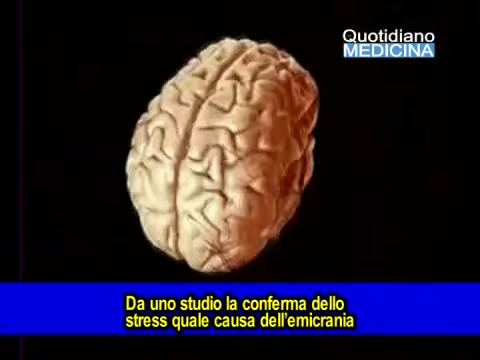 Quotidiano
MEDICINA
Da uno studio la conferma dello
stress quale causa dell'emicrania